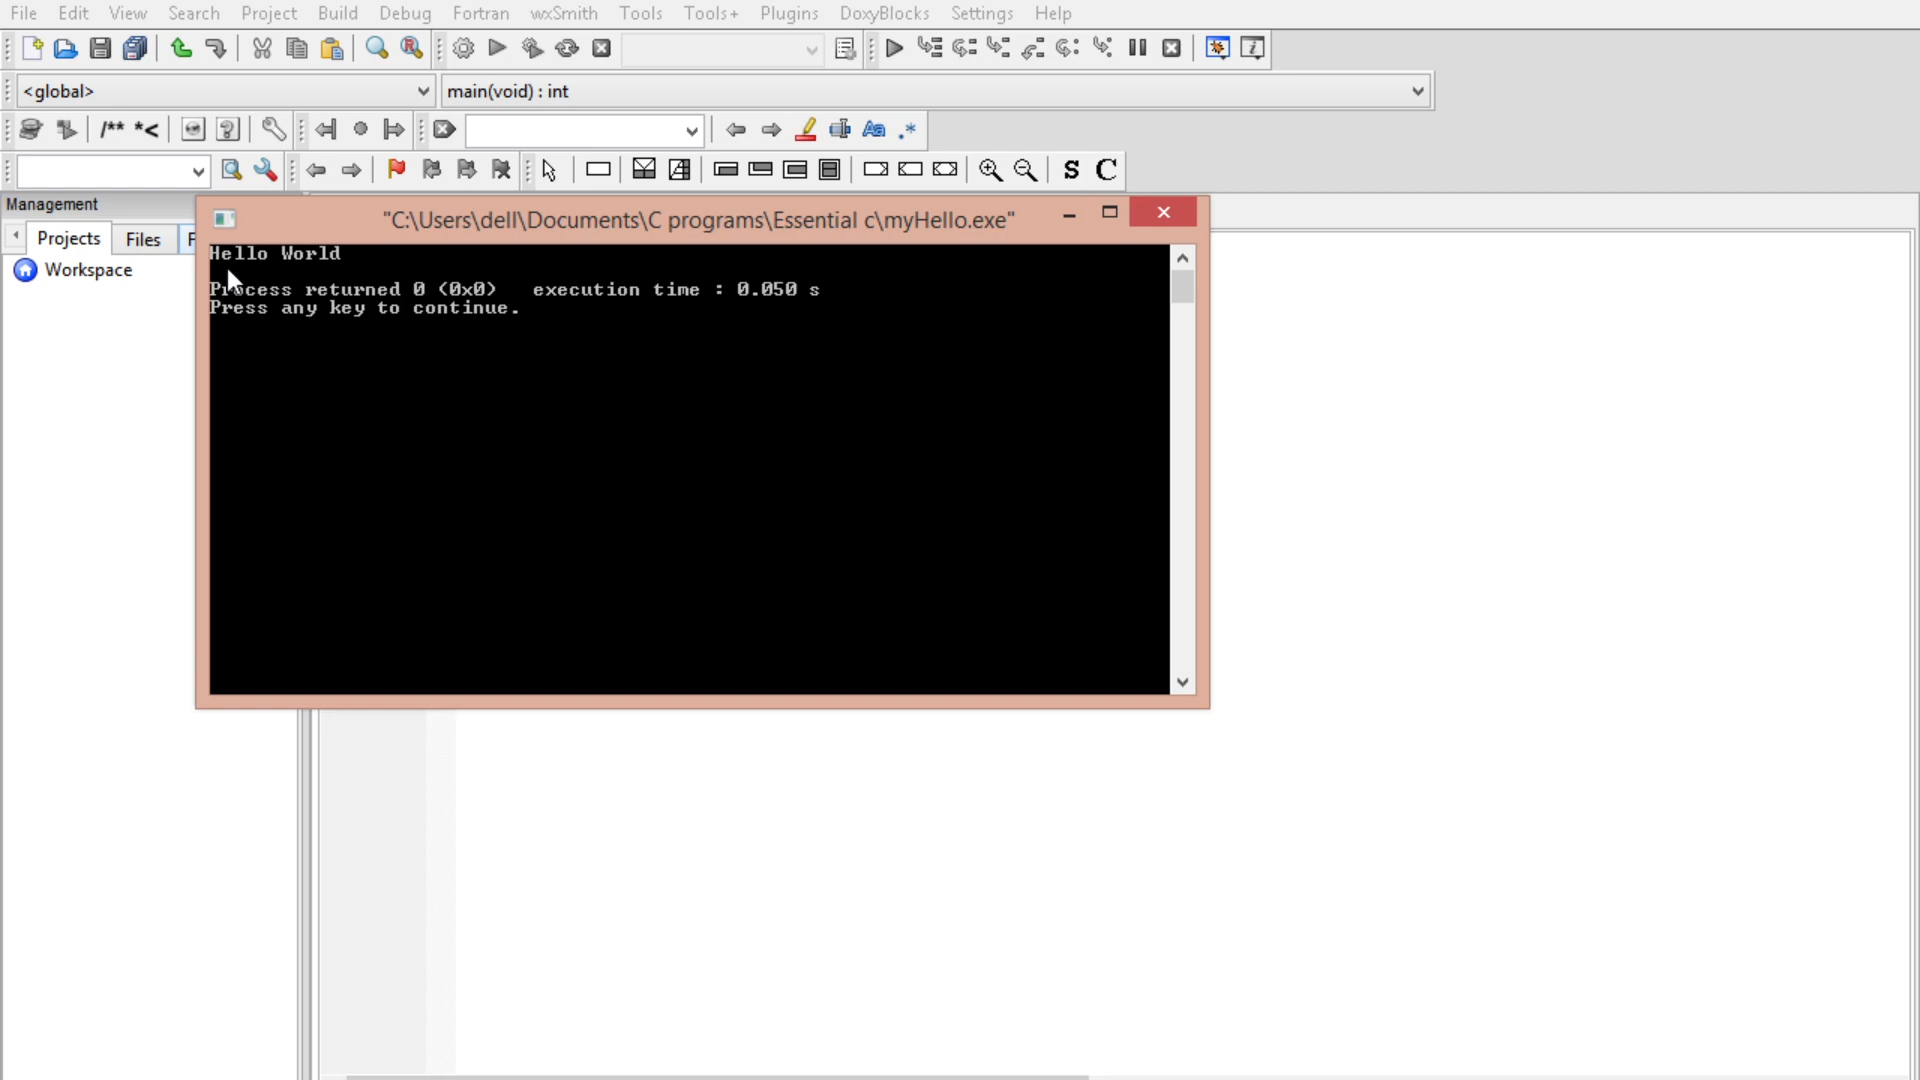 File Edit View Search Project Build Debug Fortran wxSmith Tools Tools+ Plugins DoxyBlocks Settings Help
<global> main(void) : int
/** *<
Aa .*
S C
Management
"C:\Users\dell\Documents\C programs\Essential c\myHello.exe"
Projects Files F
Workspace
Hello World
Process returned 0 (0x0) execution time : 0.050 s
Press any key to continue.